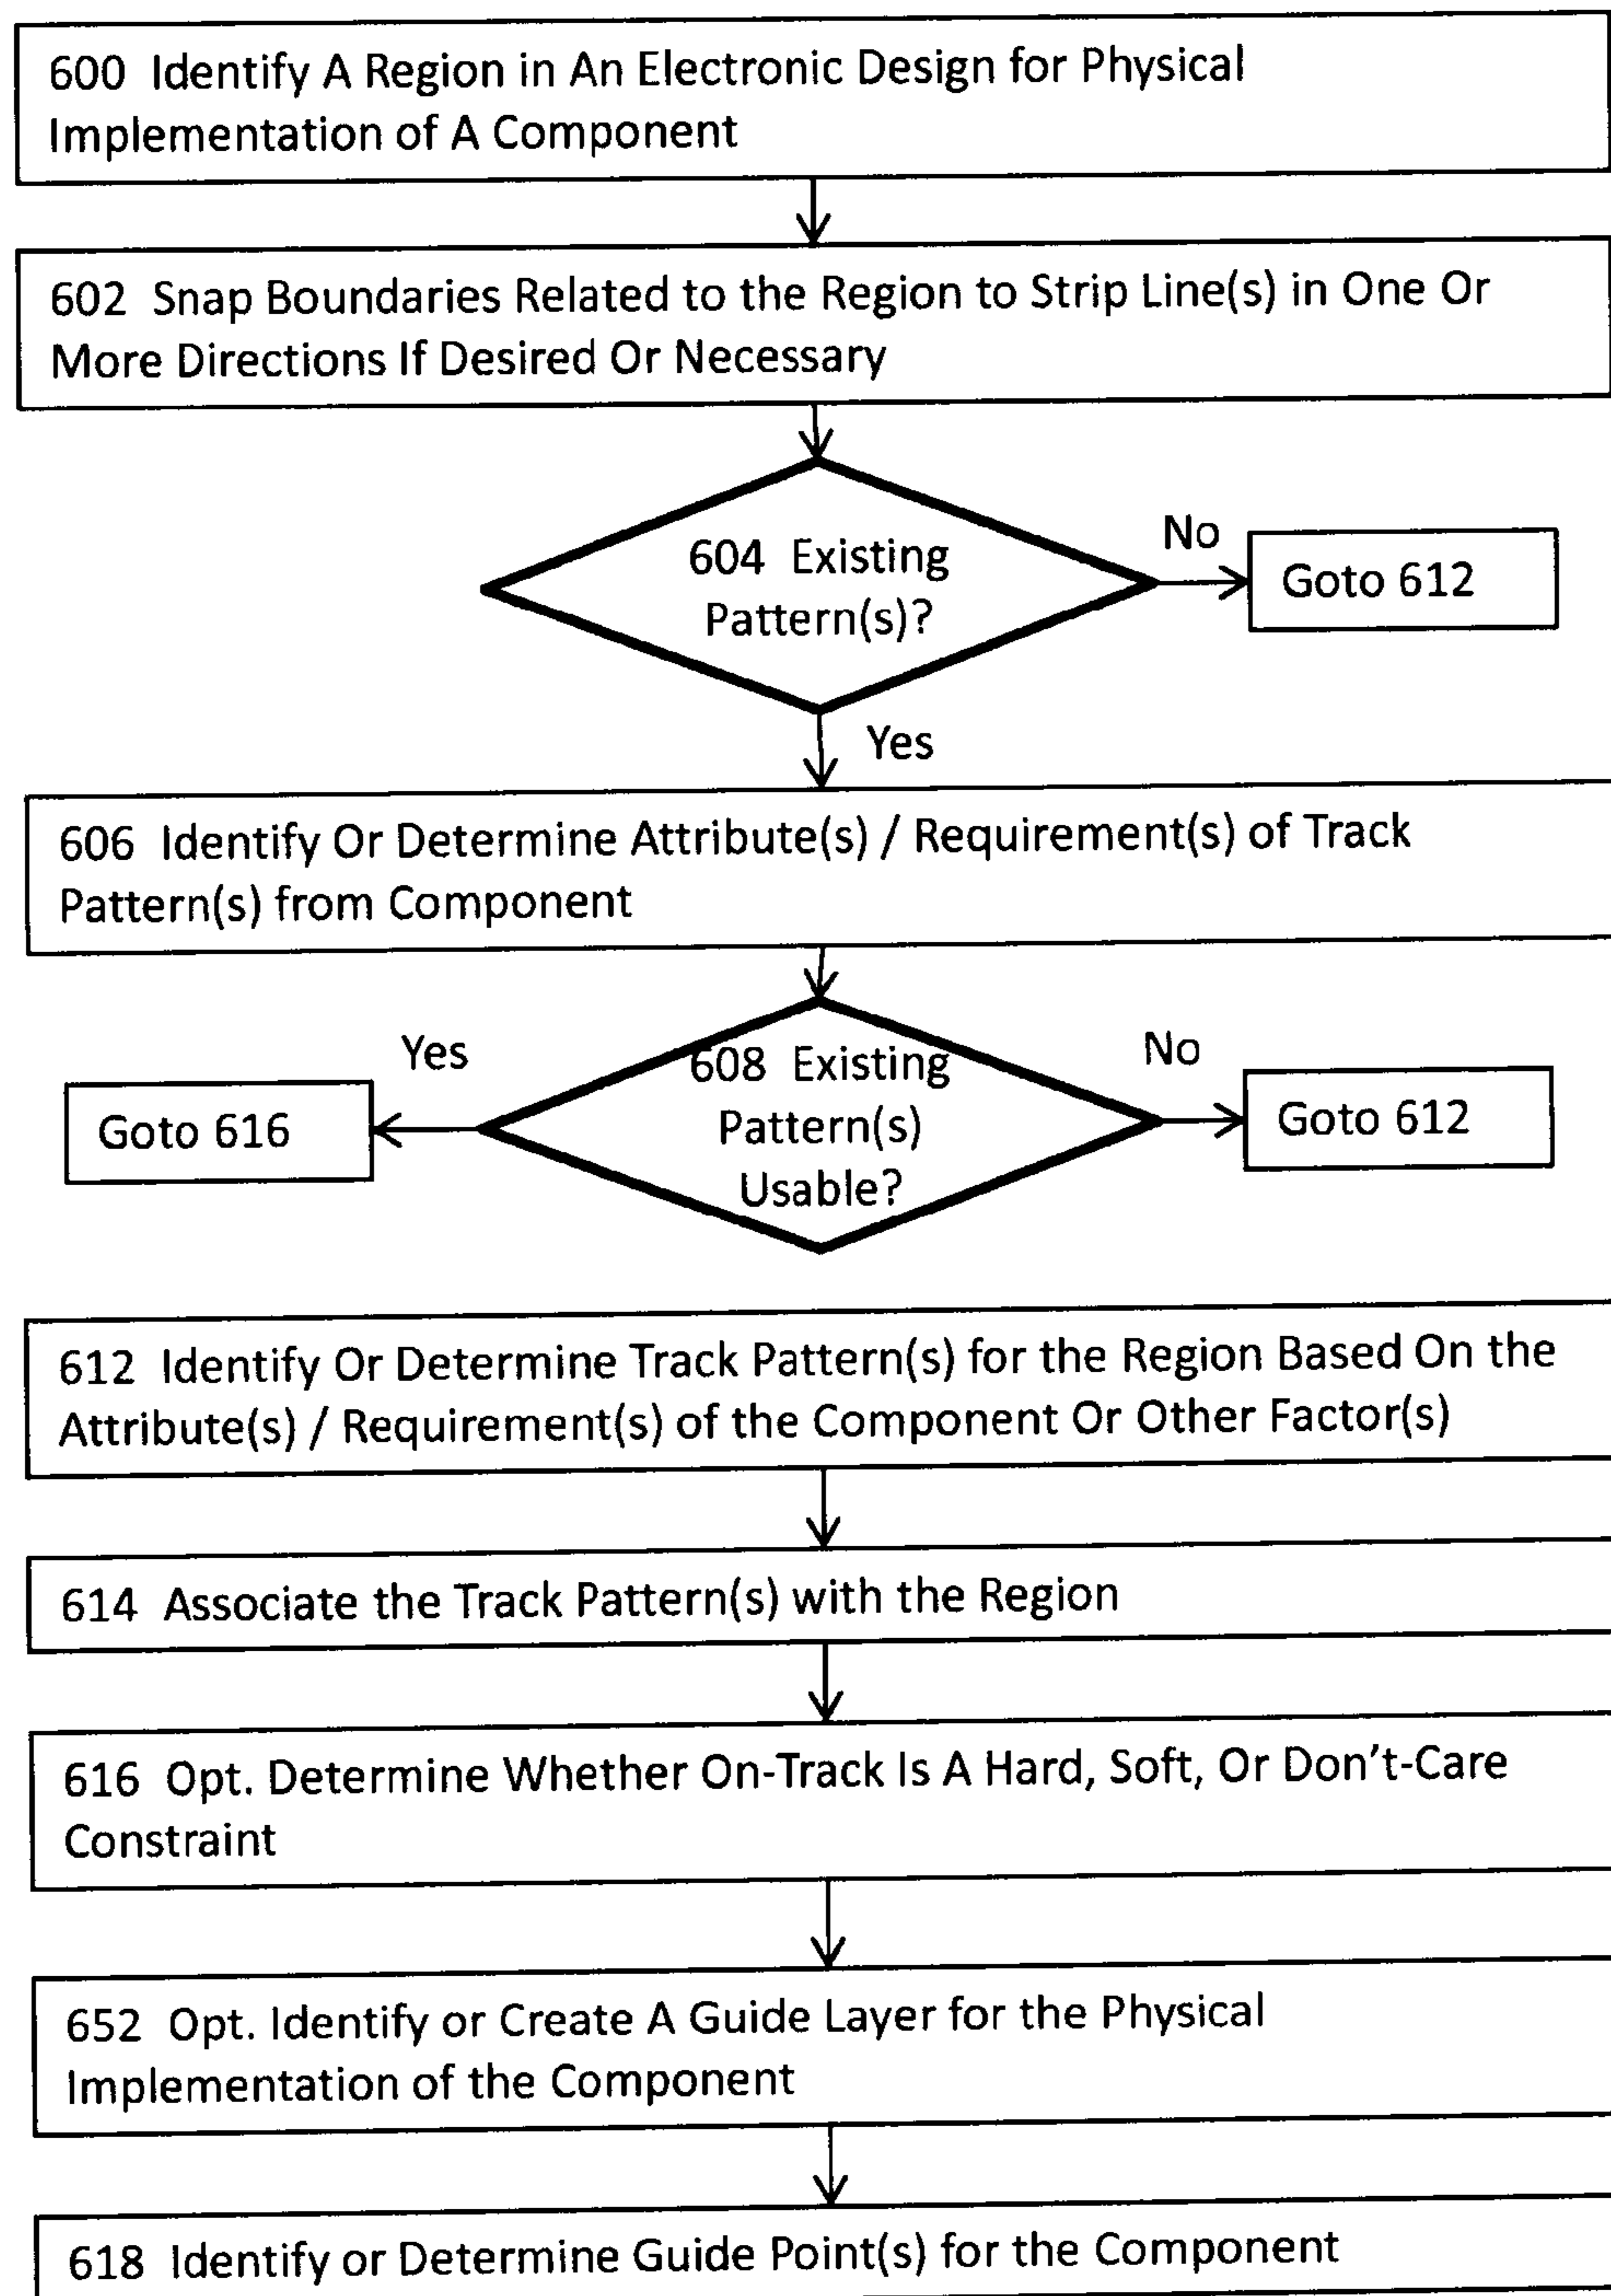 600 Identify A Region in An Electronic Design for Physical
Implementation of A Component
602 Snap Boundaries Related to the Region to Strip Line(s) in One Or
More Directions If Desired Or Necessary
604 Existing
Pattern(s)?
No
Goto 612
Yes
606 Identify Or Determine Attribute(s) / Requirement(s) of Track
Pattern(s) from Component
Yes
608 Existing
Pattern(s)
Usable?
No
Goto 616
Goto 612
612 Identify Or Determine Track Pattern(s) for the Region Based On the
Attribute(s) / Requirement(s) of the Component Or Other Factor(s)
614 Associate the Track Pattern(s) with the Region
616 Opt. Determine Whether On-Track Is A Hard, Soft, Or Don't-Care
Constraint
652 Opt. Identify or Create A Guide Layer for the Physical
Implementation of the Component
618 Identify or Determine Guide Point(s) for the Component